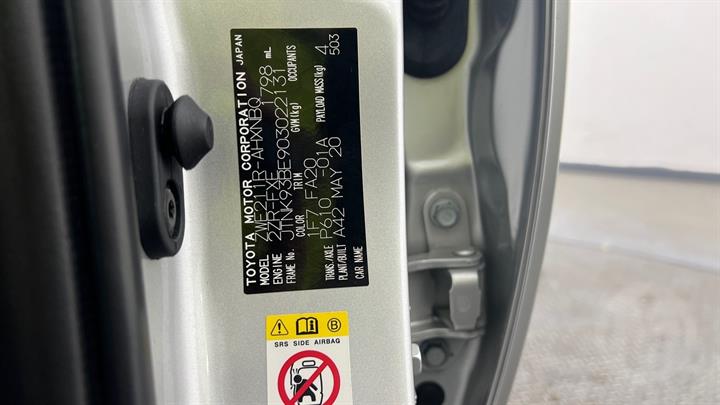 TOYOTA MOTOR CORPORATION JAPAN
MODEL ZWE211R-AHXNBQ
ENGINE 2ZR-FXE 1798 mL
FRAME No. JTNK93BE903022131
COLOR TRIM GVM(kg) OCCUPANTS 4
1F7 FA20 PAYLOAD MASS(kg) 503
TRANS/AXLE P610 -01A
PLANT/BUILT A42 MAY 20
CAR NAME
B
SRS SIDE AIRBAG